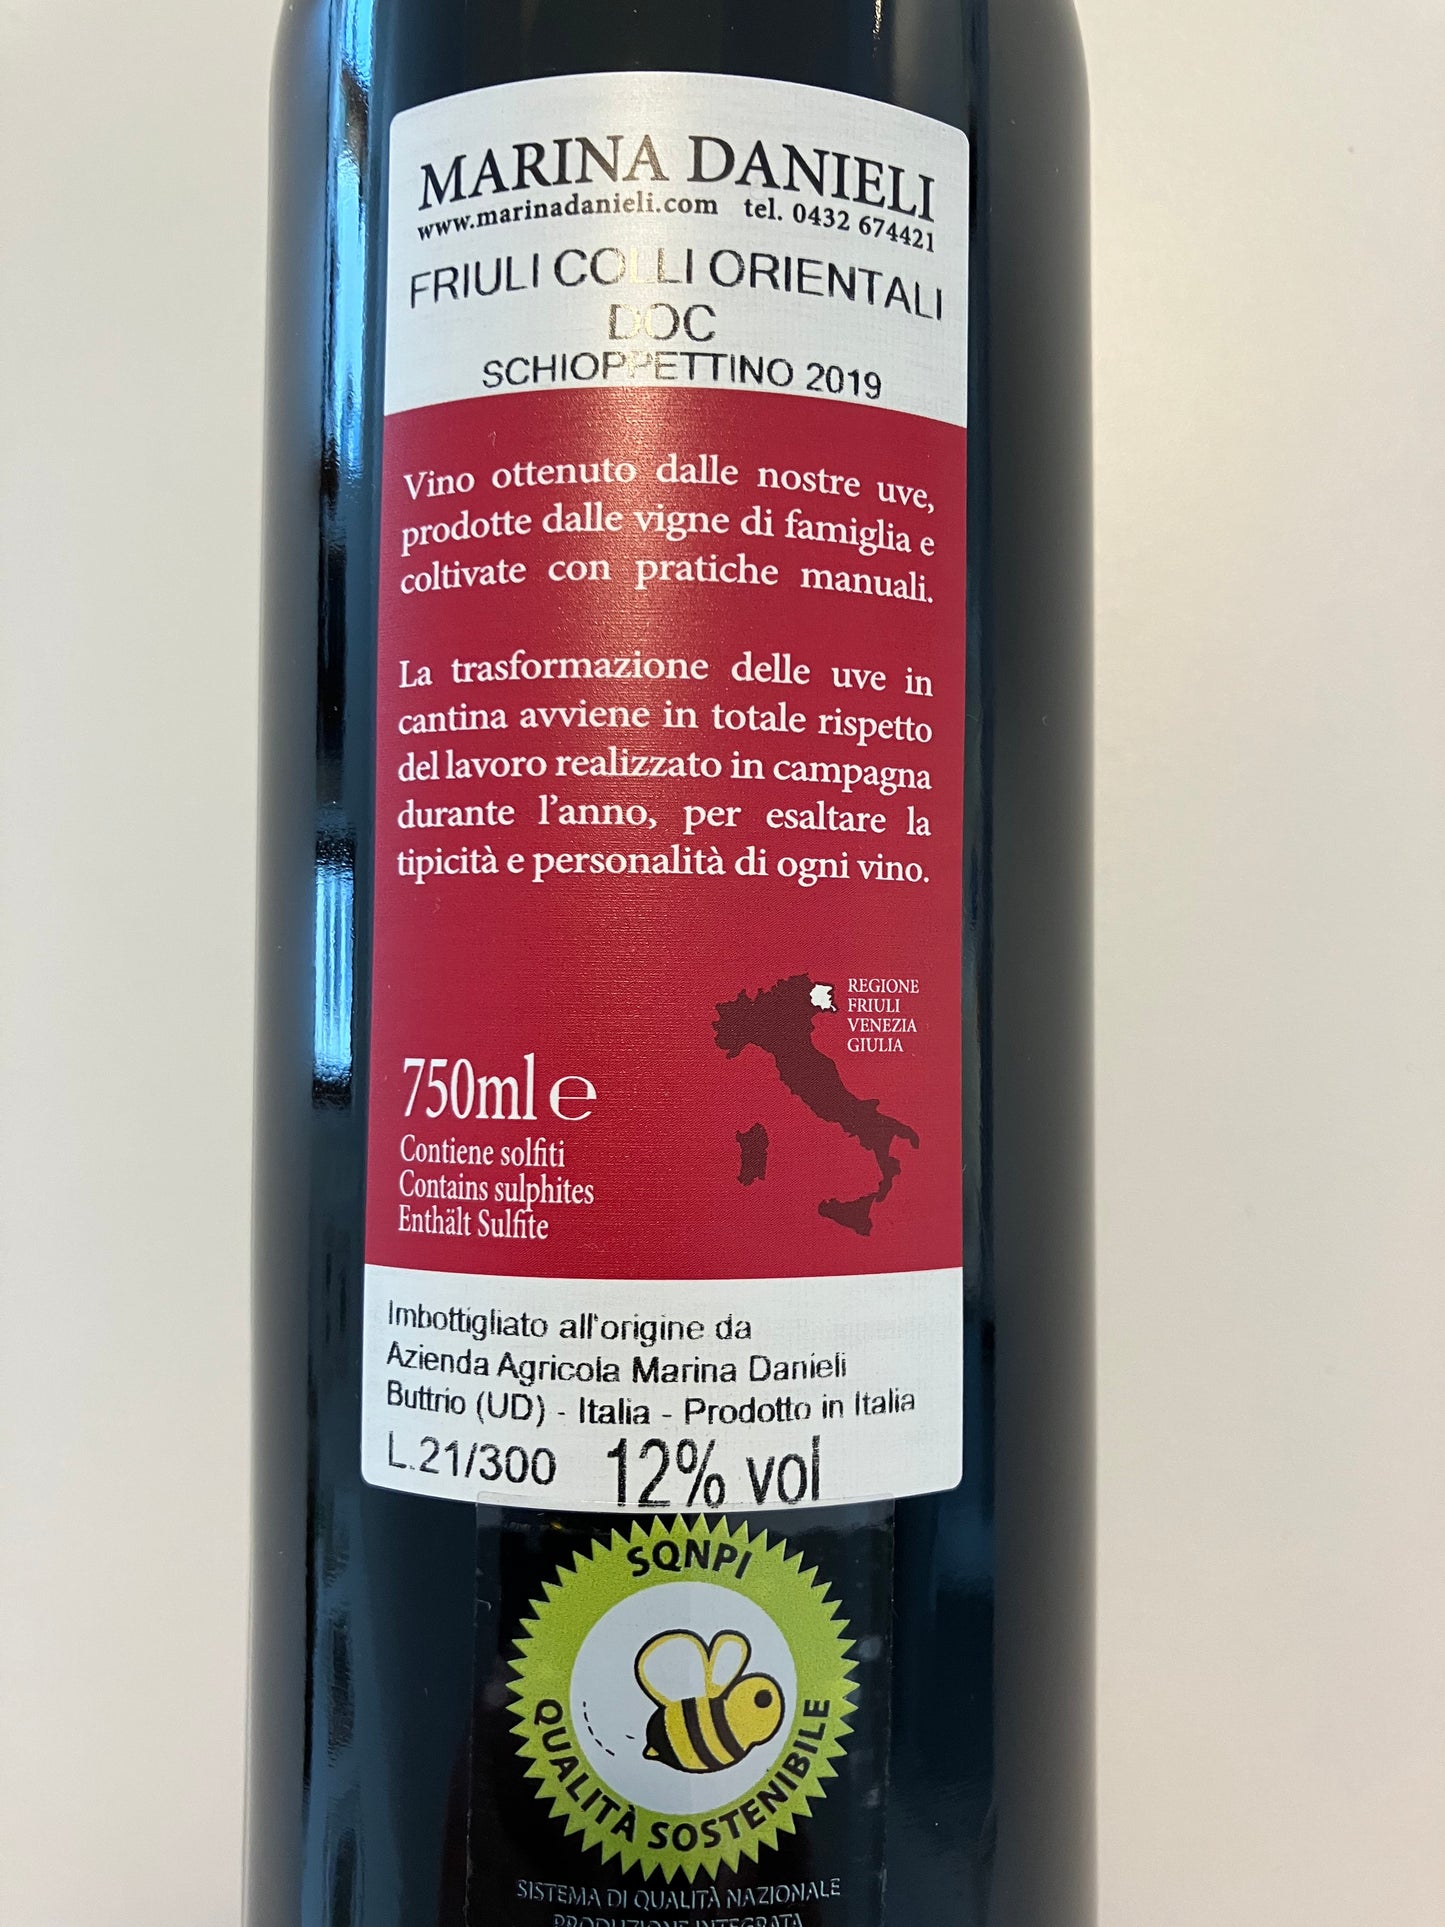 MARINA DANIELI
www.marinadanieli.com tel. 0432 674421
FRIULI COLLI ORIENTALI
DOC
SCHIOPPETTINO 2019
Vino ottenuto dalle nostre uve,
prodotte dalle vigne di famiglia e
coltivate con pratiche manuali.
La trasformazione delle uve in
cantina avviene in totale rispetto
del lavoro realizzato in campagna
durante l'anno, per esaltare la
tipicità e personalità di ogni vino.
REGIONE
FRIULI
VENEZIA
GIULIA
750ml e
Contiene solfiti
Contains sulphites
Enthält Sulfite
Imbottigliato all'origine da
Azienda Agricola Marina Danieli
Buttrio (UD) - Italia - Prodotto in Italia
L.21/300 12% vol
SQNPI
QUALITÀ SOSTENIBILE
SISTEMA DI QUALITÀ NAZIONALE
PRODUZIONE INTEGRATA